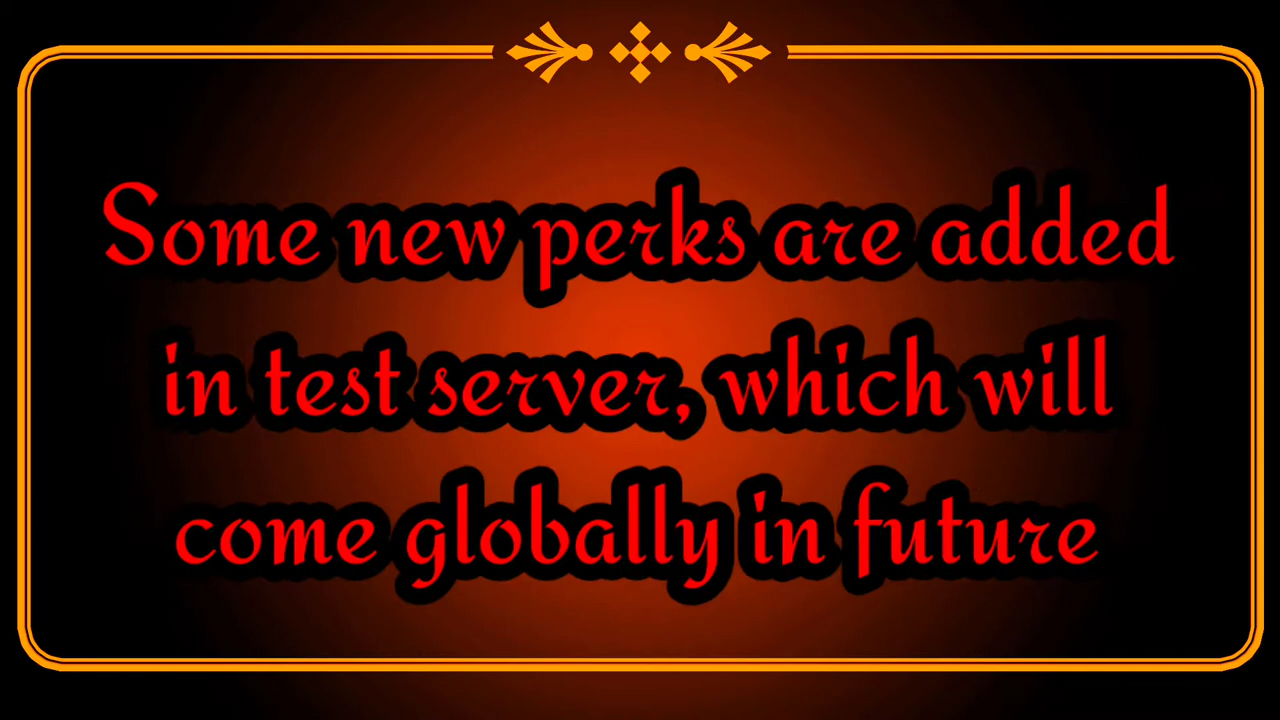 Some new perks are added
in test server, which will
come globally in future